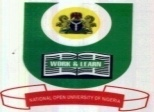 WORK & LEARN
NATIONAL OPEN UNIVERSITY OF NIGERIA